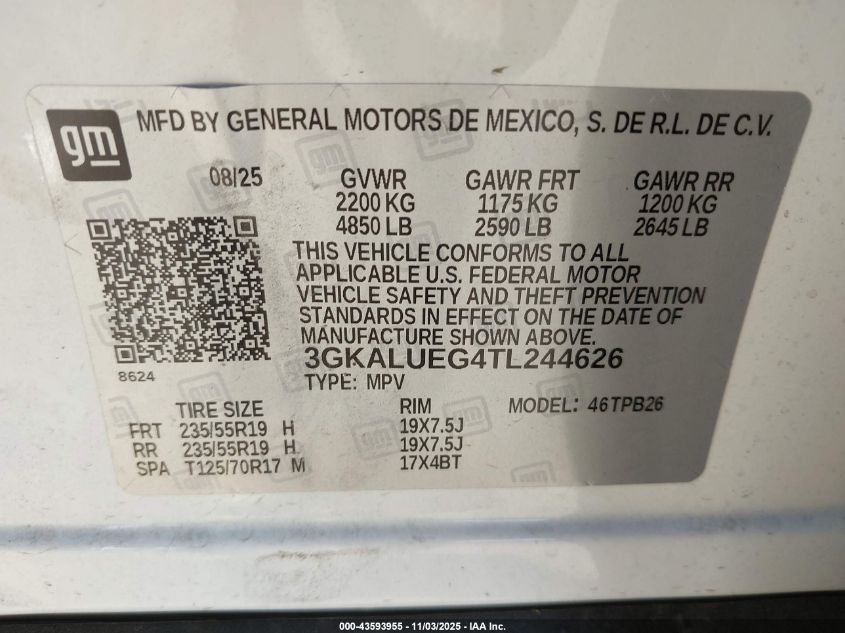 gm
MFD BY GENERAL MOTORS DE MEXICO, S. DE R.L. DE C.V.
08/25 GVWR GAWR FRT GAWR RR
2200 KG 1175 KG 1200 KG
4850 LB 2590 LB 2645 LB
THIS VEHICLE CONFORMS TO ALL
APPLICABLE U.S. FEDERAL MOTOR
VEHICLE SAFETY AND THEFT PREVENTION
STANDARDS IN EFFECT ON THE DATE OF
MANUFACTURE SHOWN ABOVE.
3GKALUEG4TL244626
8624
TYPE: MPV
TIRE SIZE RIM MODEL: 46TPB26
FRT 235/55R19 H 19X7.5J
RR 235/55R19 H 19X7.5J
SPA T125/70R17 M 17X4BT
000-43593955 - 11/03/2025 - IAA Inc.